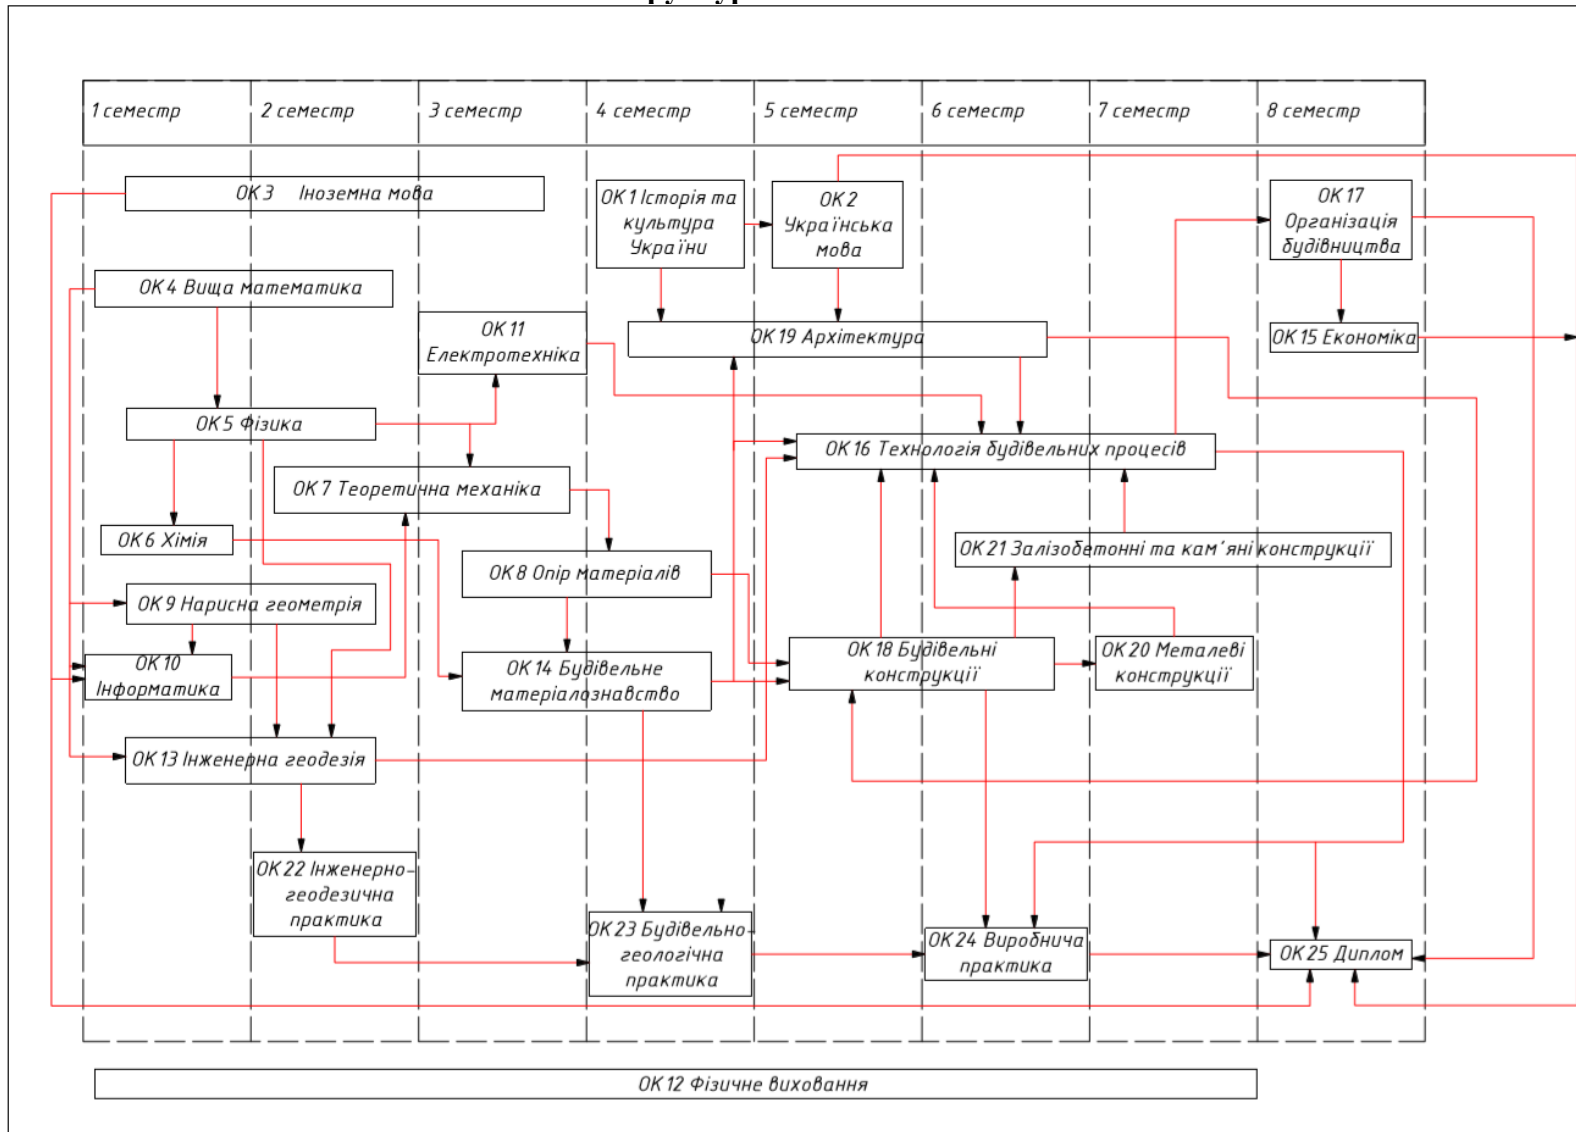 1 семестр
2 семестр
3 семестр
4 семестр
5 семестр
6 семестр
7 семестр
8 семестр
ОК 3 Іноземна мова
ОК 1 Історія та
культура
України
ОК 2
Українська
мова
ОК 17
Організація
будівництва
ОК 4 Вища математика
ОК 11
Електротехніка
ОК 19 Архітектура
ОК 15 Економіка
ОК 5 Фізика
ОК 16 Технологія будівельних процесів
ОК 7 Теоретична механіка
ОК 6 Хімія
ОК 21 Залізобетонні та кам'яні конструкції
ОК 8 Опір матеріалів
ОК 9 Нарисна геометрія
ОК 10
Інформатика
ОК 14 Будівельне
матеріалознавство
ОК 18 Будівельні
конструкції
ОК 20 Металеві
конструкції
ОК 13 Інженерна геодезія
ОК 22 Інженерно-
геодезична
практика
ОК 23 Будівельно-
геологічна
практика
ОК 24 Виробнича
практика
ОК 25 Диплом
ОК 12 Фізичне виховання